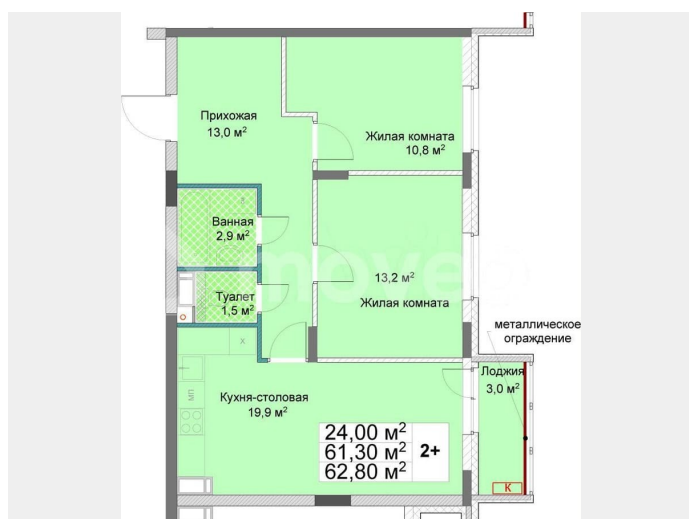 Прихожая
13,0 м²
Жилая комната
10,8 м²
Ванная
2,9 м²
Туалет
1,5 м²
13,2 м²
Жилая комната
металлическое
ограждение
Лоджия
3,0 м²
х
МП
Кухня-столовая
19,9 м²
24,00 м²
61,30 м²
62,80 м²
2+
К
move